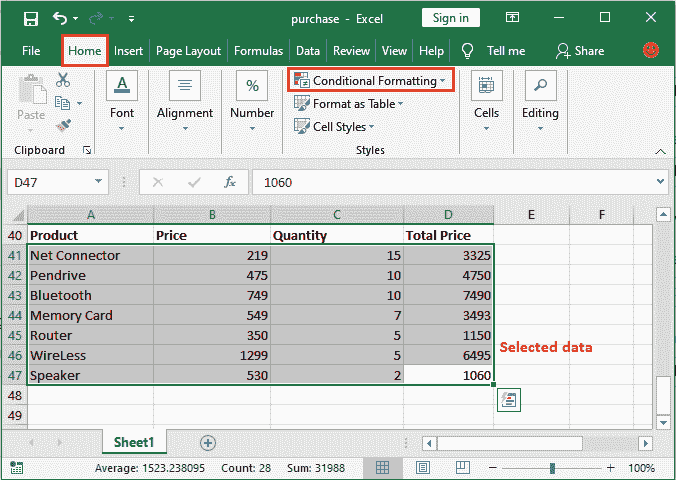 purchase - Excel
Sign in
File Home Insert Page Layout Formulas Data Review View Help Tell me Share
Paste
Font
Alignment
%
Number
Conditional Formatting
Format as Table
Cell Styles
Cells
Editing
Clipboard
Styles
D47
fx
1060
A B C D E F
40 Product Price Quantity Total Price
41 Net Connector 219 15 3325
42 Pendrive 475 10 4750
43 Bluetooth 749 10 7490
44 Memory Card 549 7 3493
45 Router 350 5 1150
46 WireLess 1299 5 6495
Selected data
47 Speaker 530 2 1060
48
49
Sheet1
Average: 1523.238095 Count: 28 Sum: 31988 100%